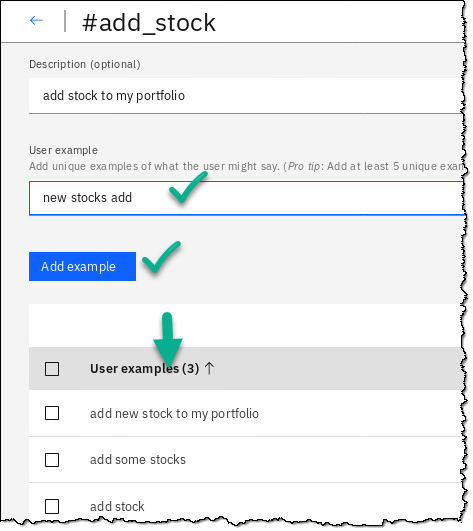 ← #add_stock
Description (optional)
add stock to my portfolio
User example
Add unique examples of what the user might say. (Pro tip: Add at least 5 unique
new stocks add
Add example
User examples (3) ↑
add new stock to my portfolio
add some stocks
add stock